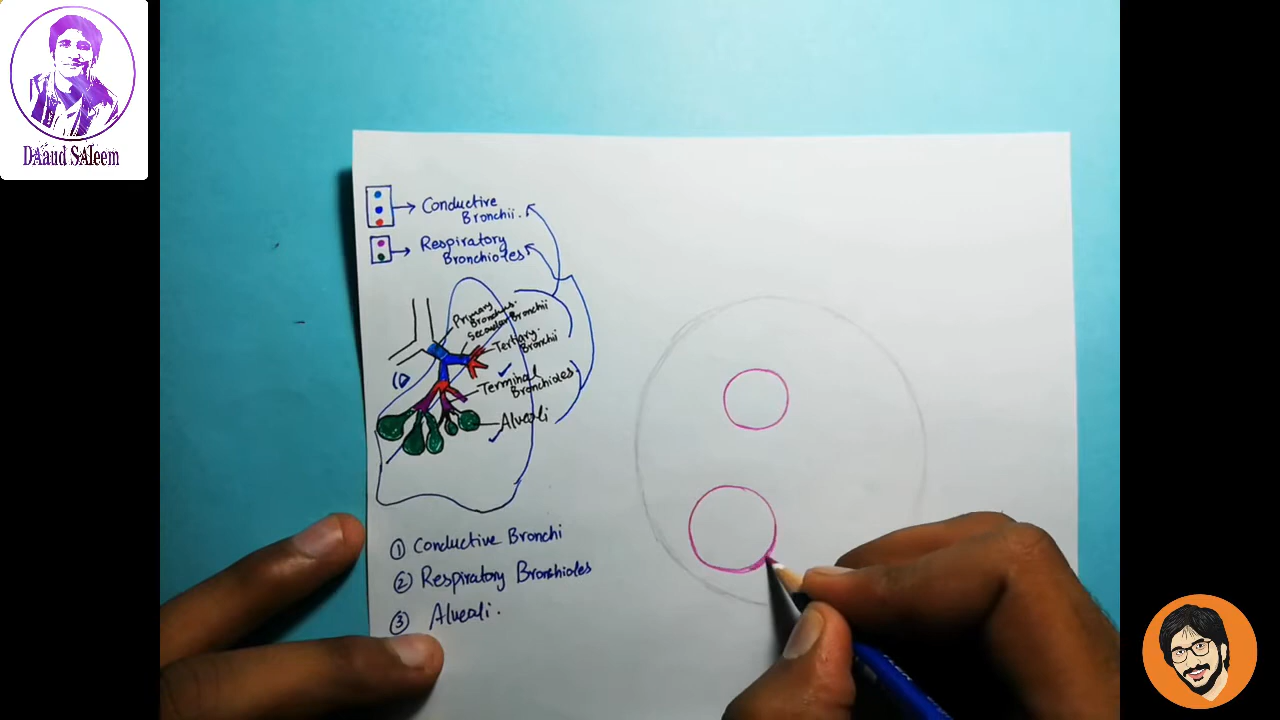 DAaud SAleem
Conductive
Bronchii.
Respiratory
Bronchioles
Primary
Bronchus.
Secondary Bronchii
Tertiary.
Bronchii
Terminal
Bronchioles.
Alveoli
① Conductive Bronchi
② Respiratory Bronchioles
③ Alveoli.